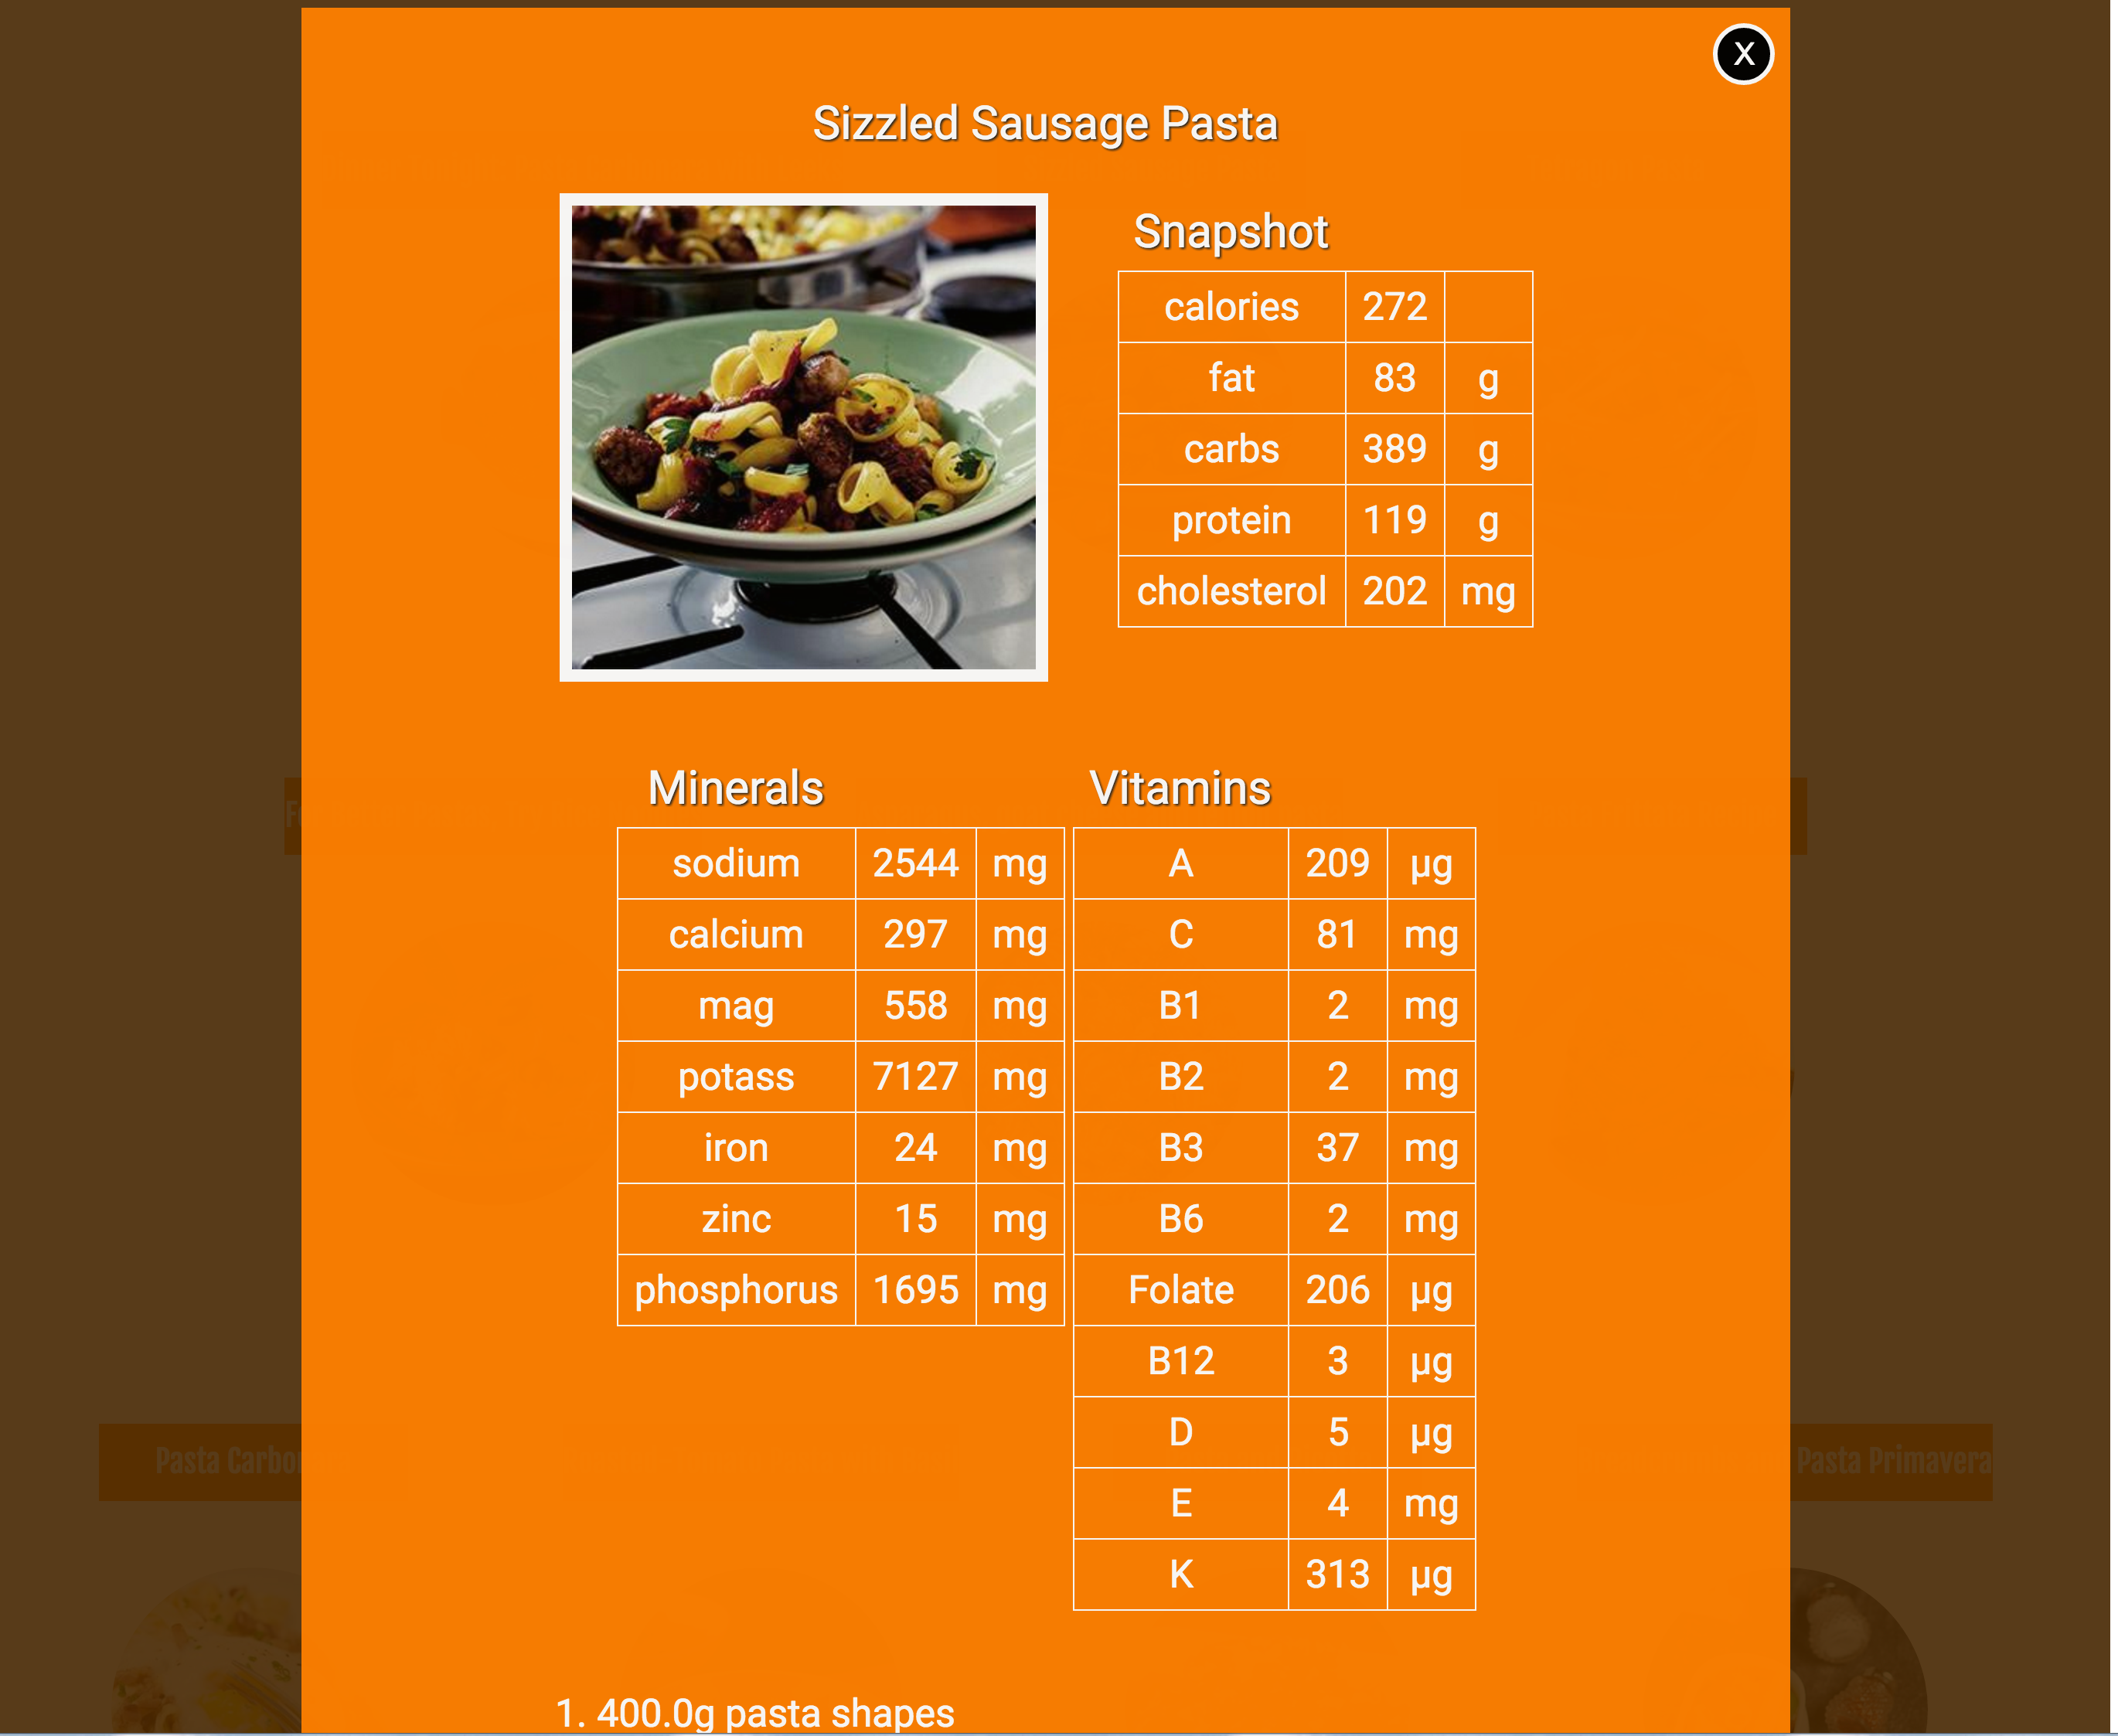 X
Sizzled Sausage Pasta
Snapshot
calories 272
fat 83 g
carbs 389 g
protein 119 g
cholesterol 202 mg
Minerals
sodium 2544 mg
calcium 297 mg
mag 558 mg
potass 7127 mg
iron 24 mg
zinc 15 mg
phosphorus 1695 mg
Vitamins
A 209 µg
C 81 mg
B1 2 mg
B2 2 mg
B3 37 mg
B6 2 mg
Folate 206 µg
B12 3 µg
D 5 µg
E 4 mg
K 313 µg
Pasta Carbo
Pasta Primavera
1. 400.0g pasta shapes